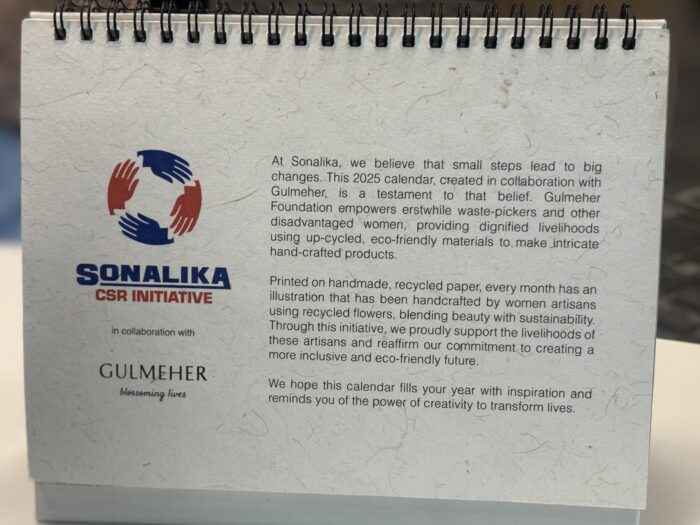 SONALIKA
CSR INITIATIVE
in collaboration with
GULMEHER
blossoming lives
At Sonalika, we believe that small steps lead to big
changes. This 2025 calendar, created in collaboration with
Gulmeher, is a testament to that belief. Gulmeher
Foundation empowers erstwhile waste-pickers and other
disadvantaged women, providing dignified livelihoods
using up-cycled, eco-friendly materials to make intricate
hand-crafted products.
Printed on handmade, recycled paper, every month has an
illustration that has been handcrafted by women artisans
using recycled flowers, blending beauty with sustainability.
Through this initiative, we proudly support the livelihoods of
these artisans and reaffirm our commitment to creating a
more inclusive and eco-friendly future.
We hope this calendar fills your year with inspiration and
reminds you of the power of creativity to transform lives.